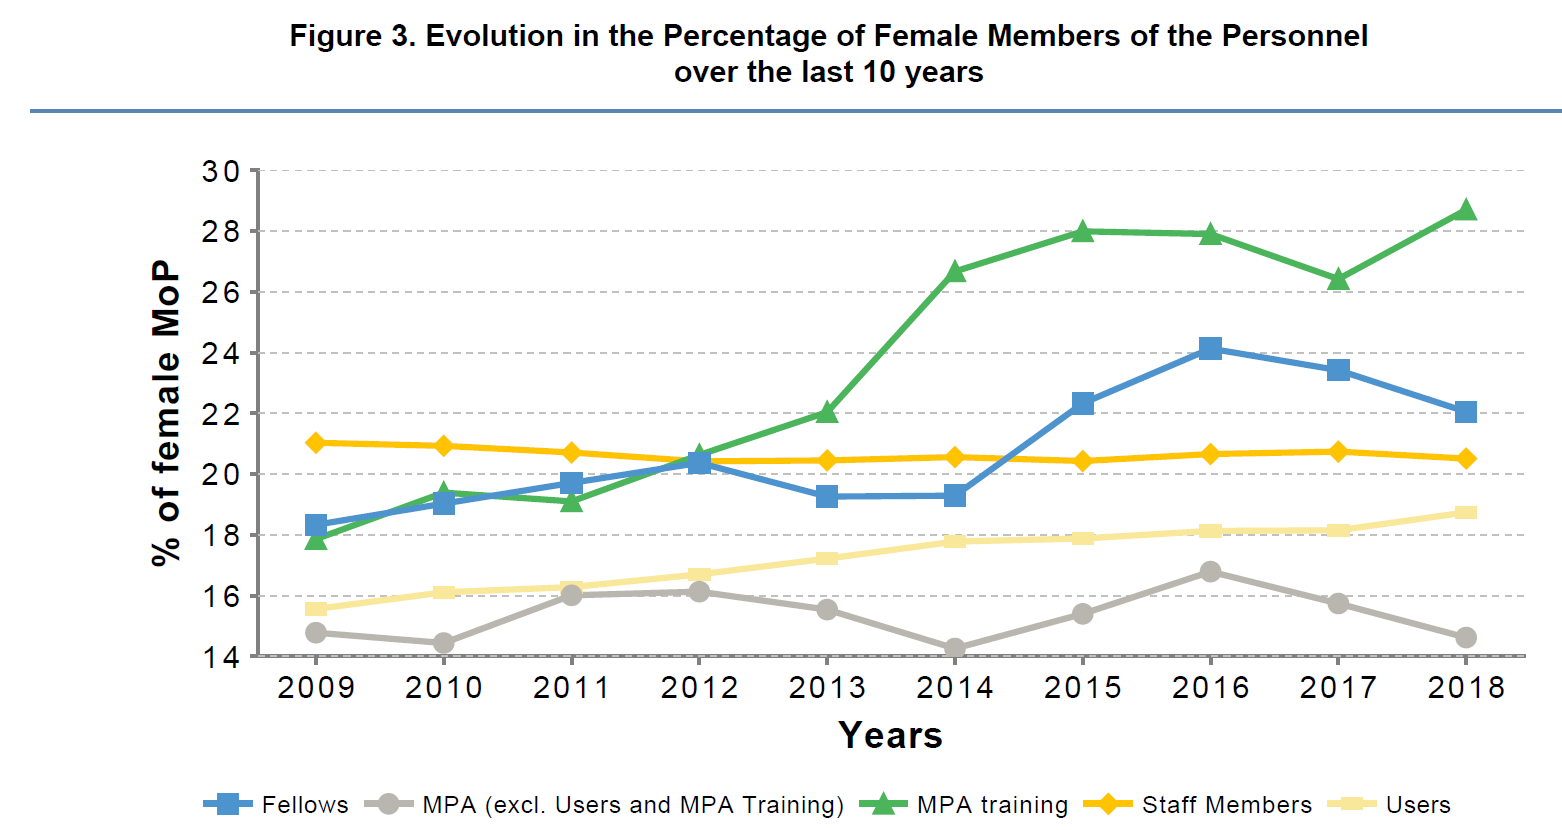 Figure 3. Evolution in the Percentage of Female Members of the Personnel
over the last 10 years
% of female MoP
30
28
26
24
22
20
18
16
14
2009 2010 2011 2012 2013 2014 2015 2016 2017 2018
Years
Fellows MPA (excl. Users and MPA Training) MPA training Staff Members Users